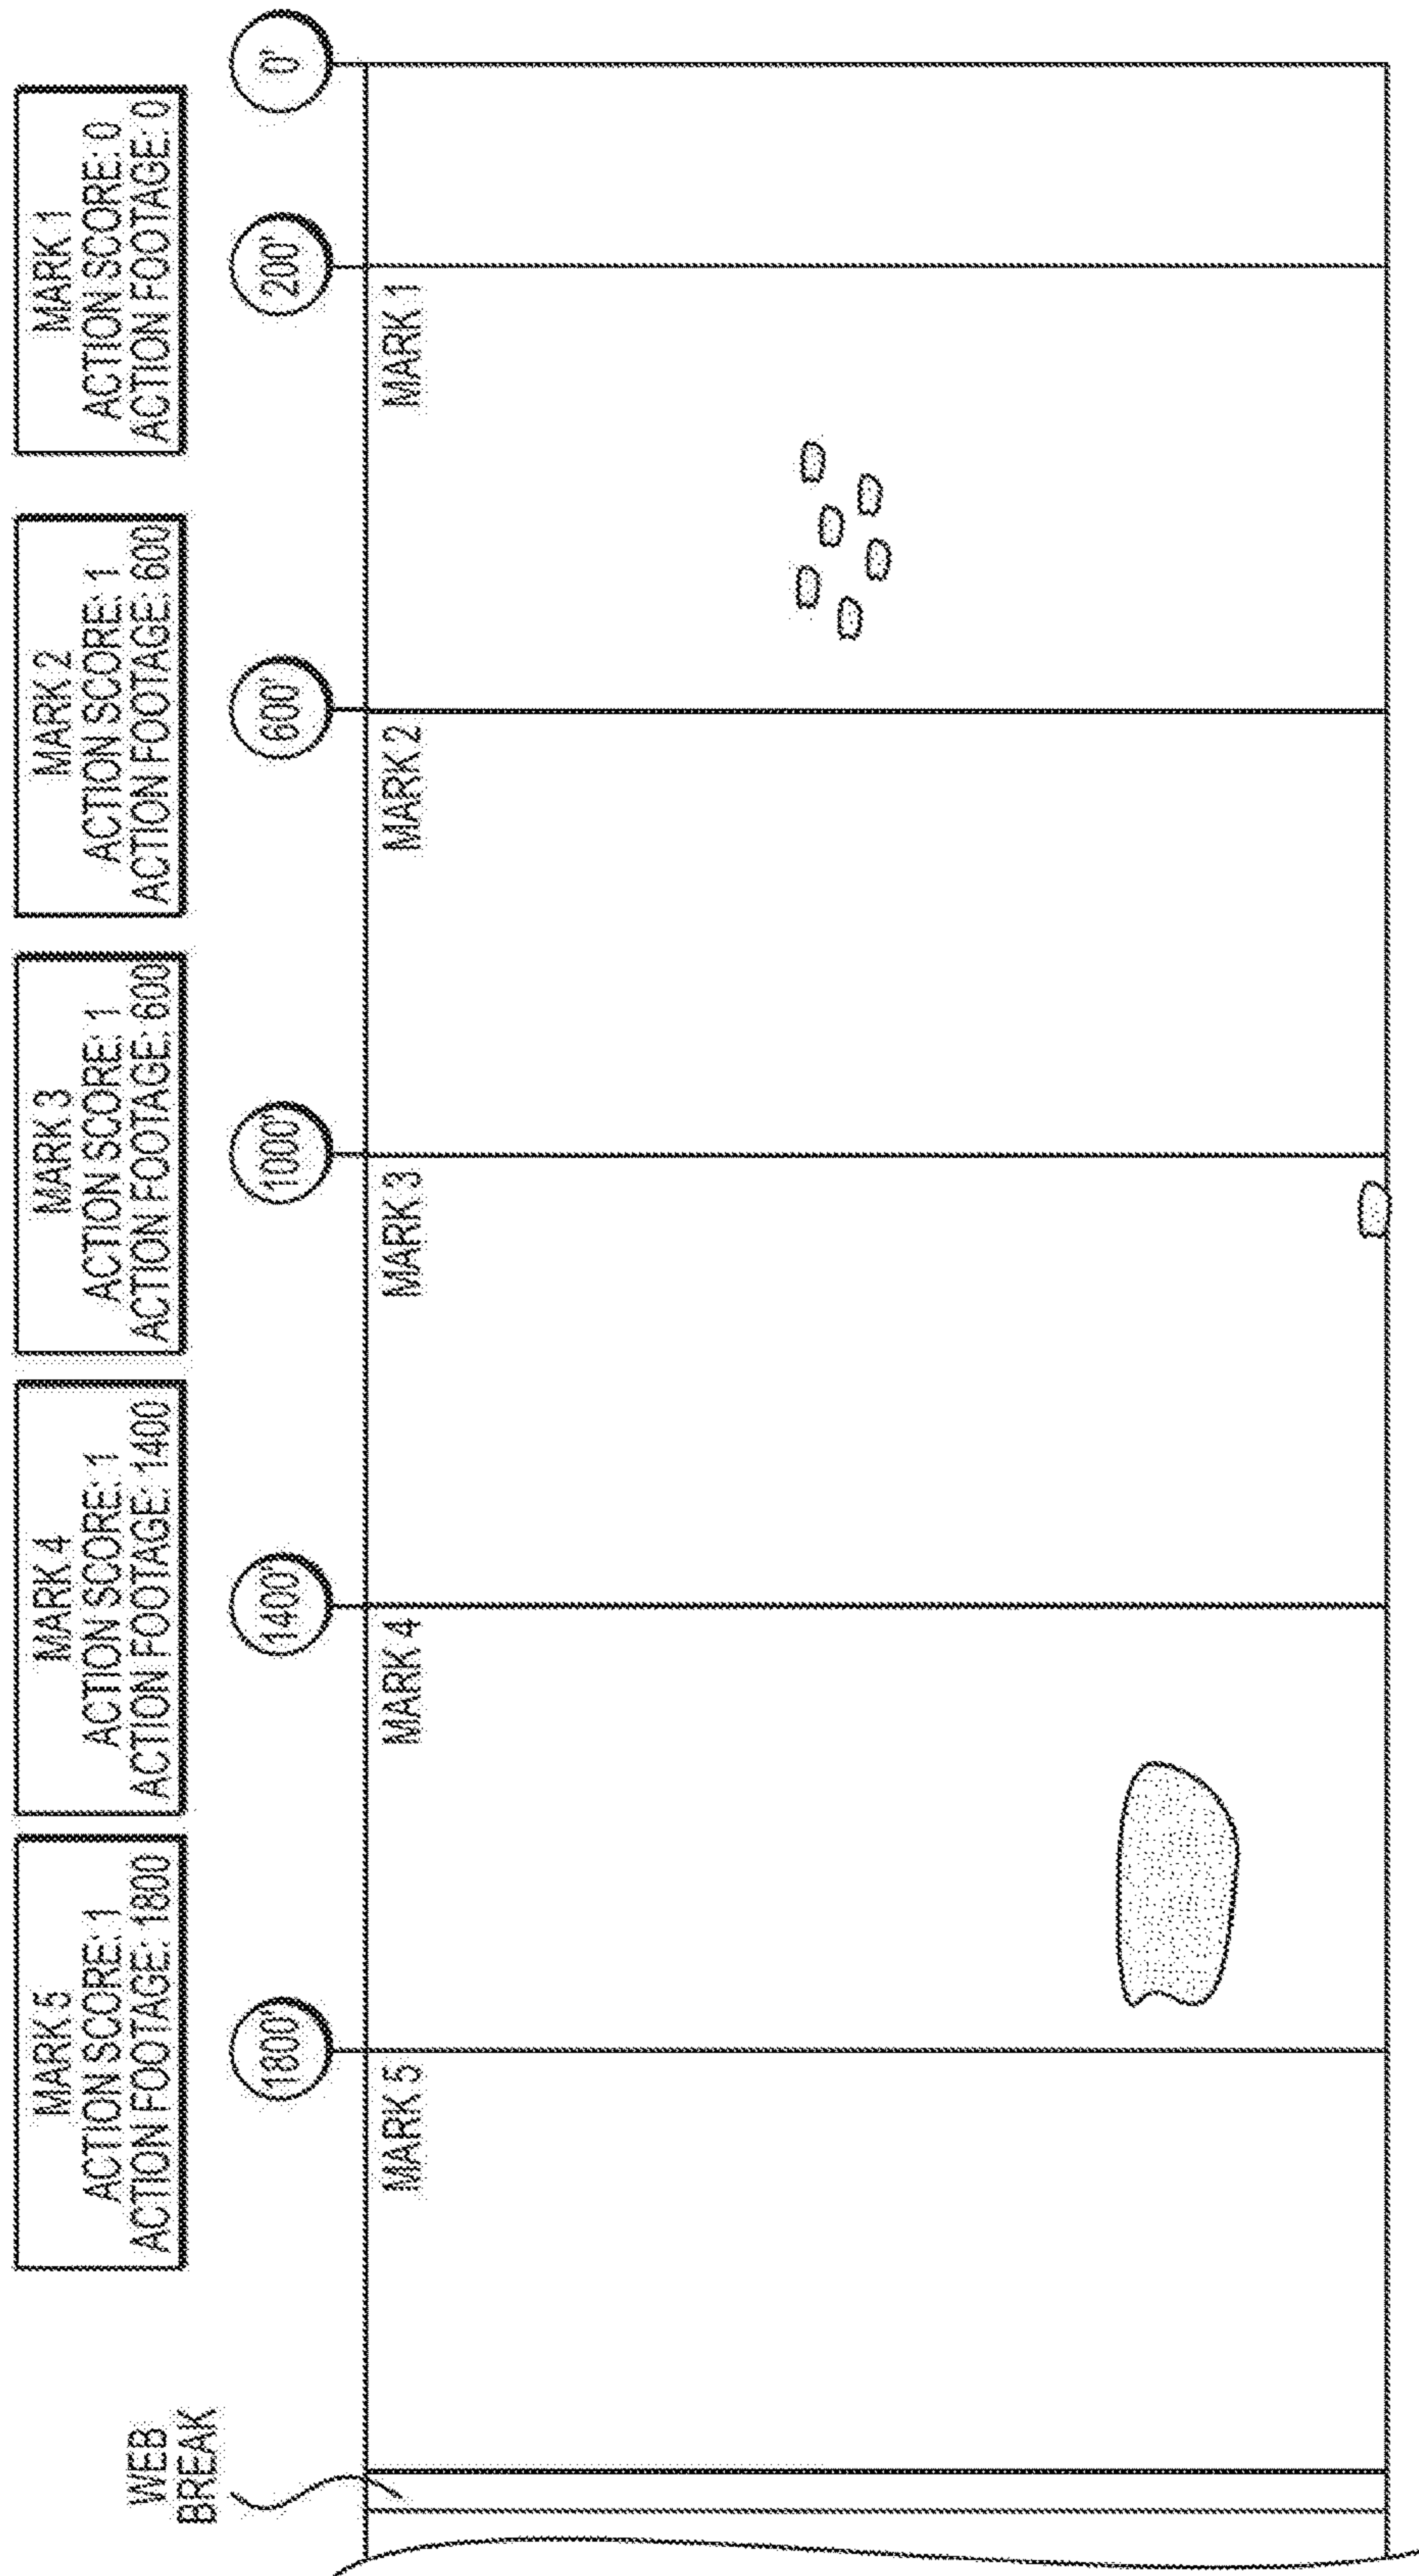 MARK 5
ACTION SCORE: 1
ACTION FOOTAGE: 1800
MARK 4
ACTION SCORE: 1
ACTION FOOTAGE: 1400
MARK 3
ACTION SCORE: 1
ACTION FOOTAGE: 600
MARK 2
ACTION SCORE: 1
ACTION FOOTAGE: 600
MARK 1
ACTION SCORE: 0
ACTION FOOTAGE: 0
WEB
BREAK
1800'
1400'
1000'
600'
200'
0'
MARK 5
MARK 4
MARK 3
MARK 2
MARK 1